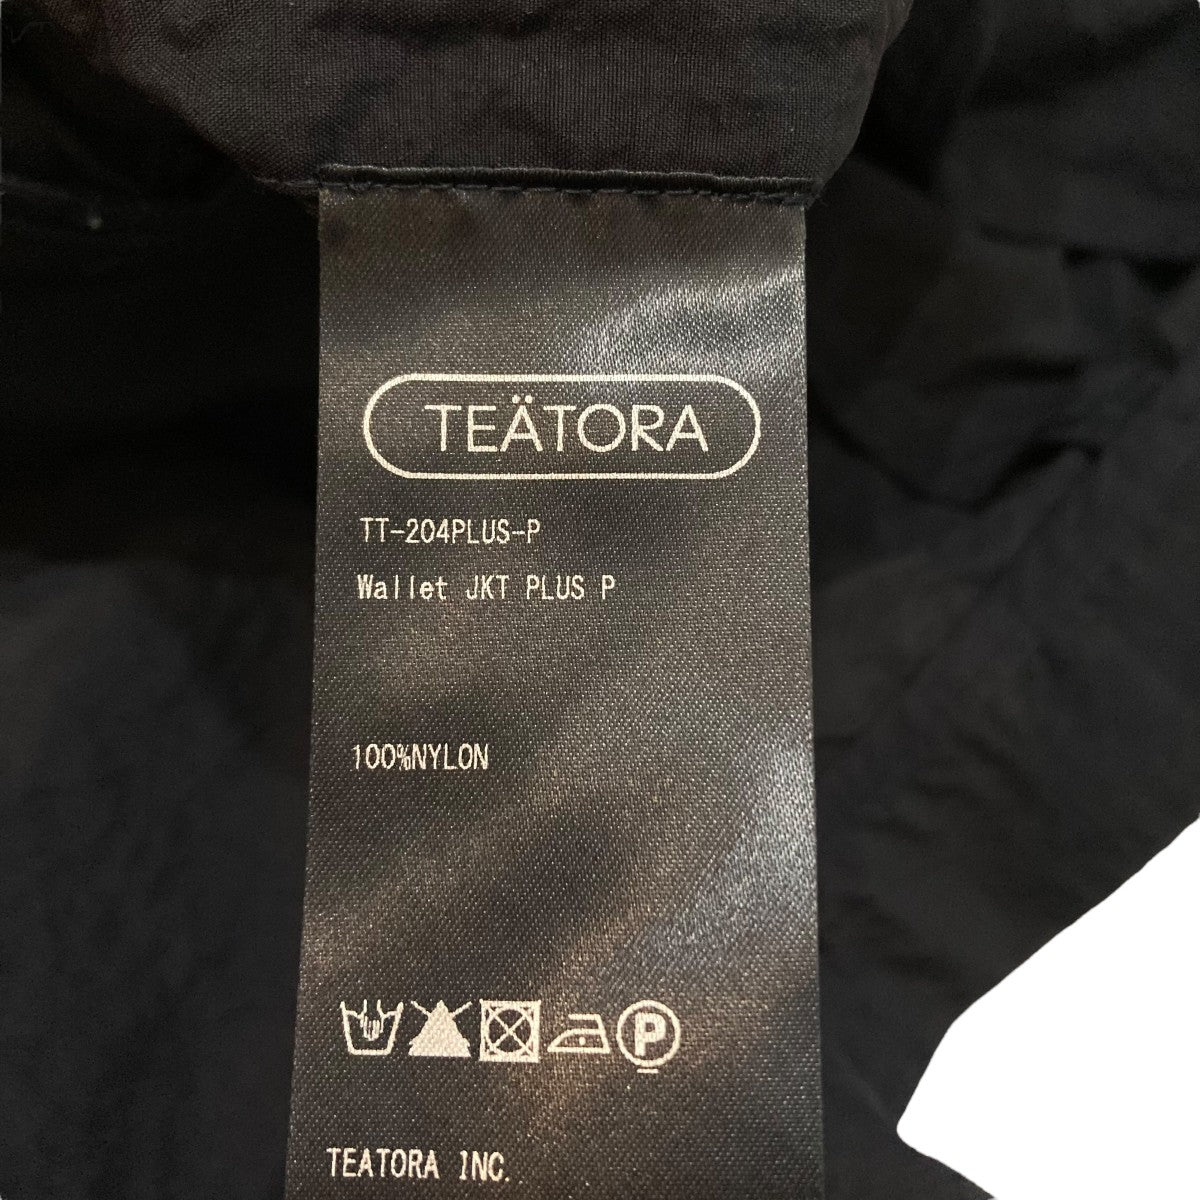 TEÄTORA
TT-204PLUS-P
Wallet JKT PLUS P
100%NYLON
P
TEATORA INC.